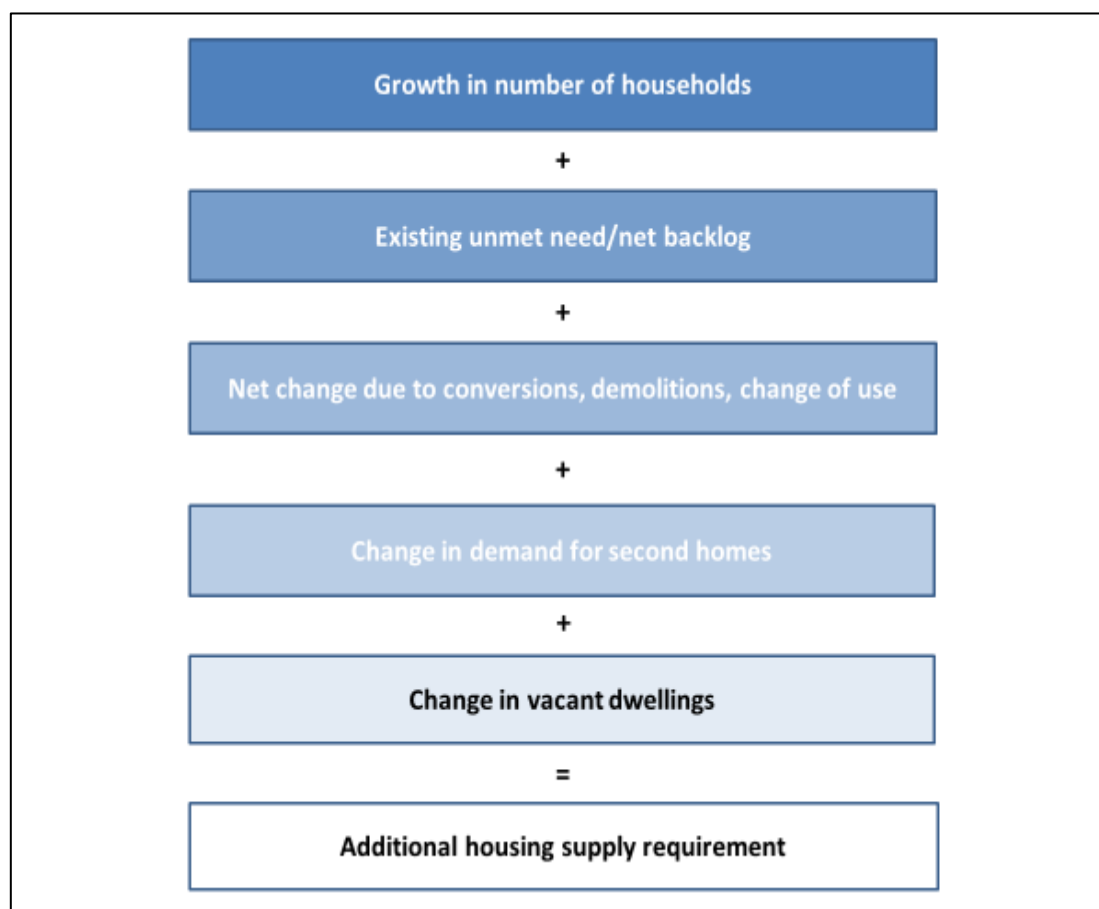 Growth in number of households
+
Existing unmet need/net backlog
+
Net change due to conversions, demolitions, change of use
+
Change in demand for second homes
+
Change in vacant dwellings
=
Additional housing supply requirement